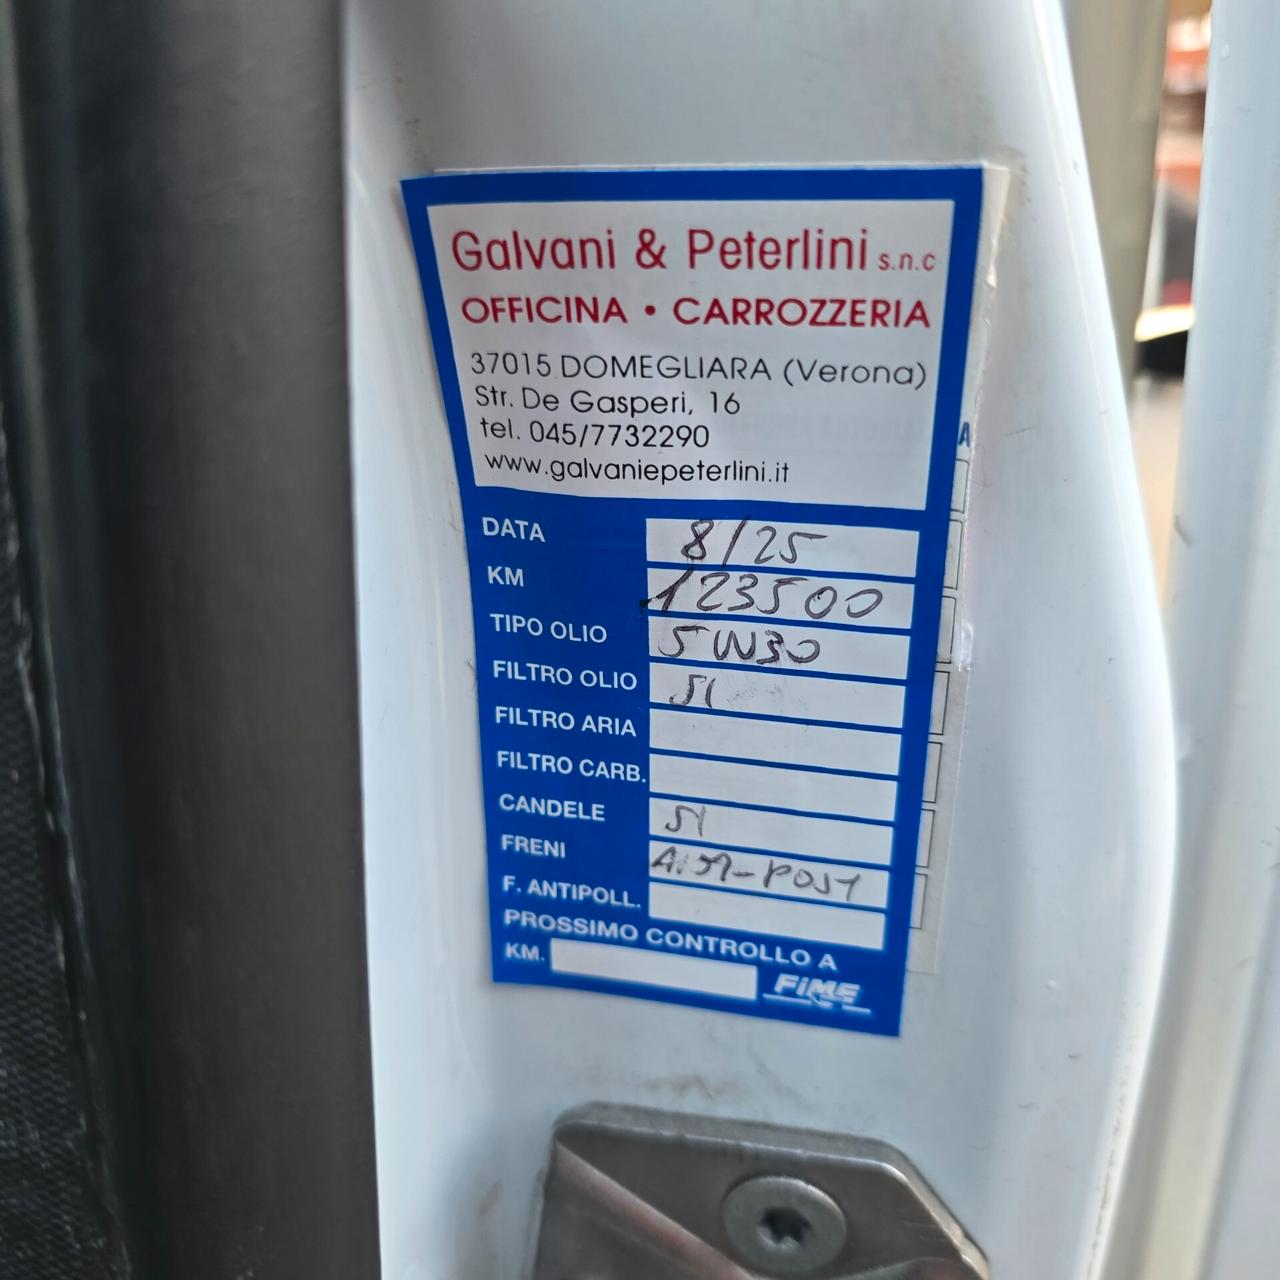 Galvani & Peterlini s.n.c
OFFICINA • CARROZZERIA
37015 DOMEGLIARA (Verona)
Str. De Gasperi, 16
tel. 045/7732290
www.galvaniepeterlini.it
DATA 8/25
KM 123500
TIPO OLIO 5W30
FILTRO OLIO SI
FILTRO ARIA
FILTRO CARB.
CANDELE SI
FRENI ANT-POST
F. ANTIPOLL.
PROSSIMO CONTROLLO A
KM.
FiME
A